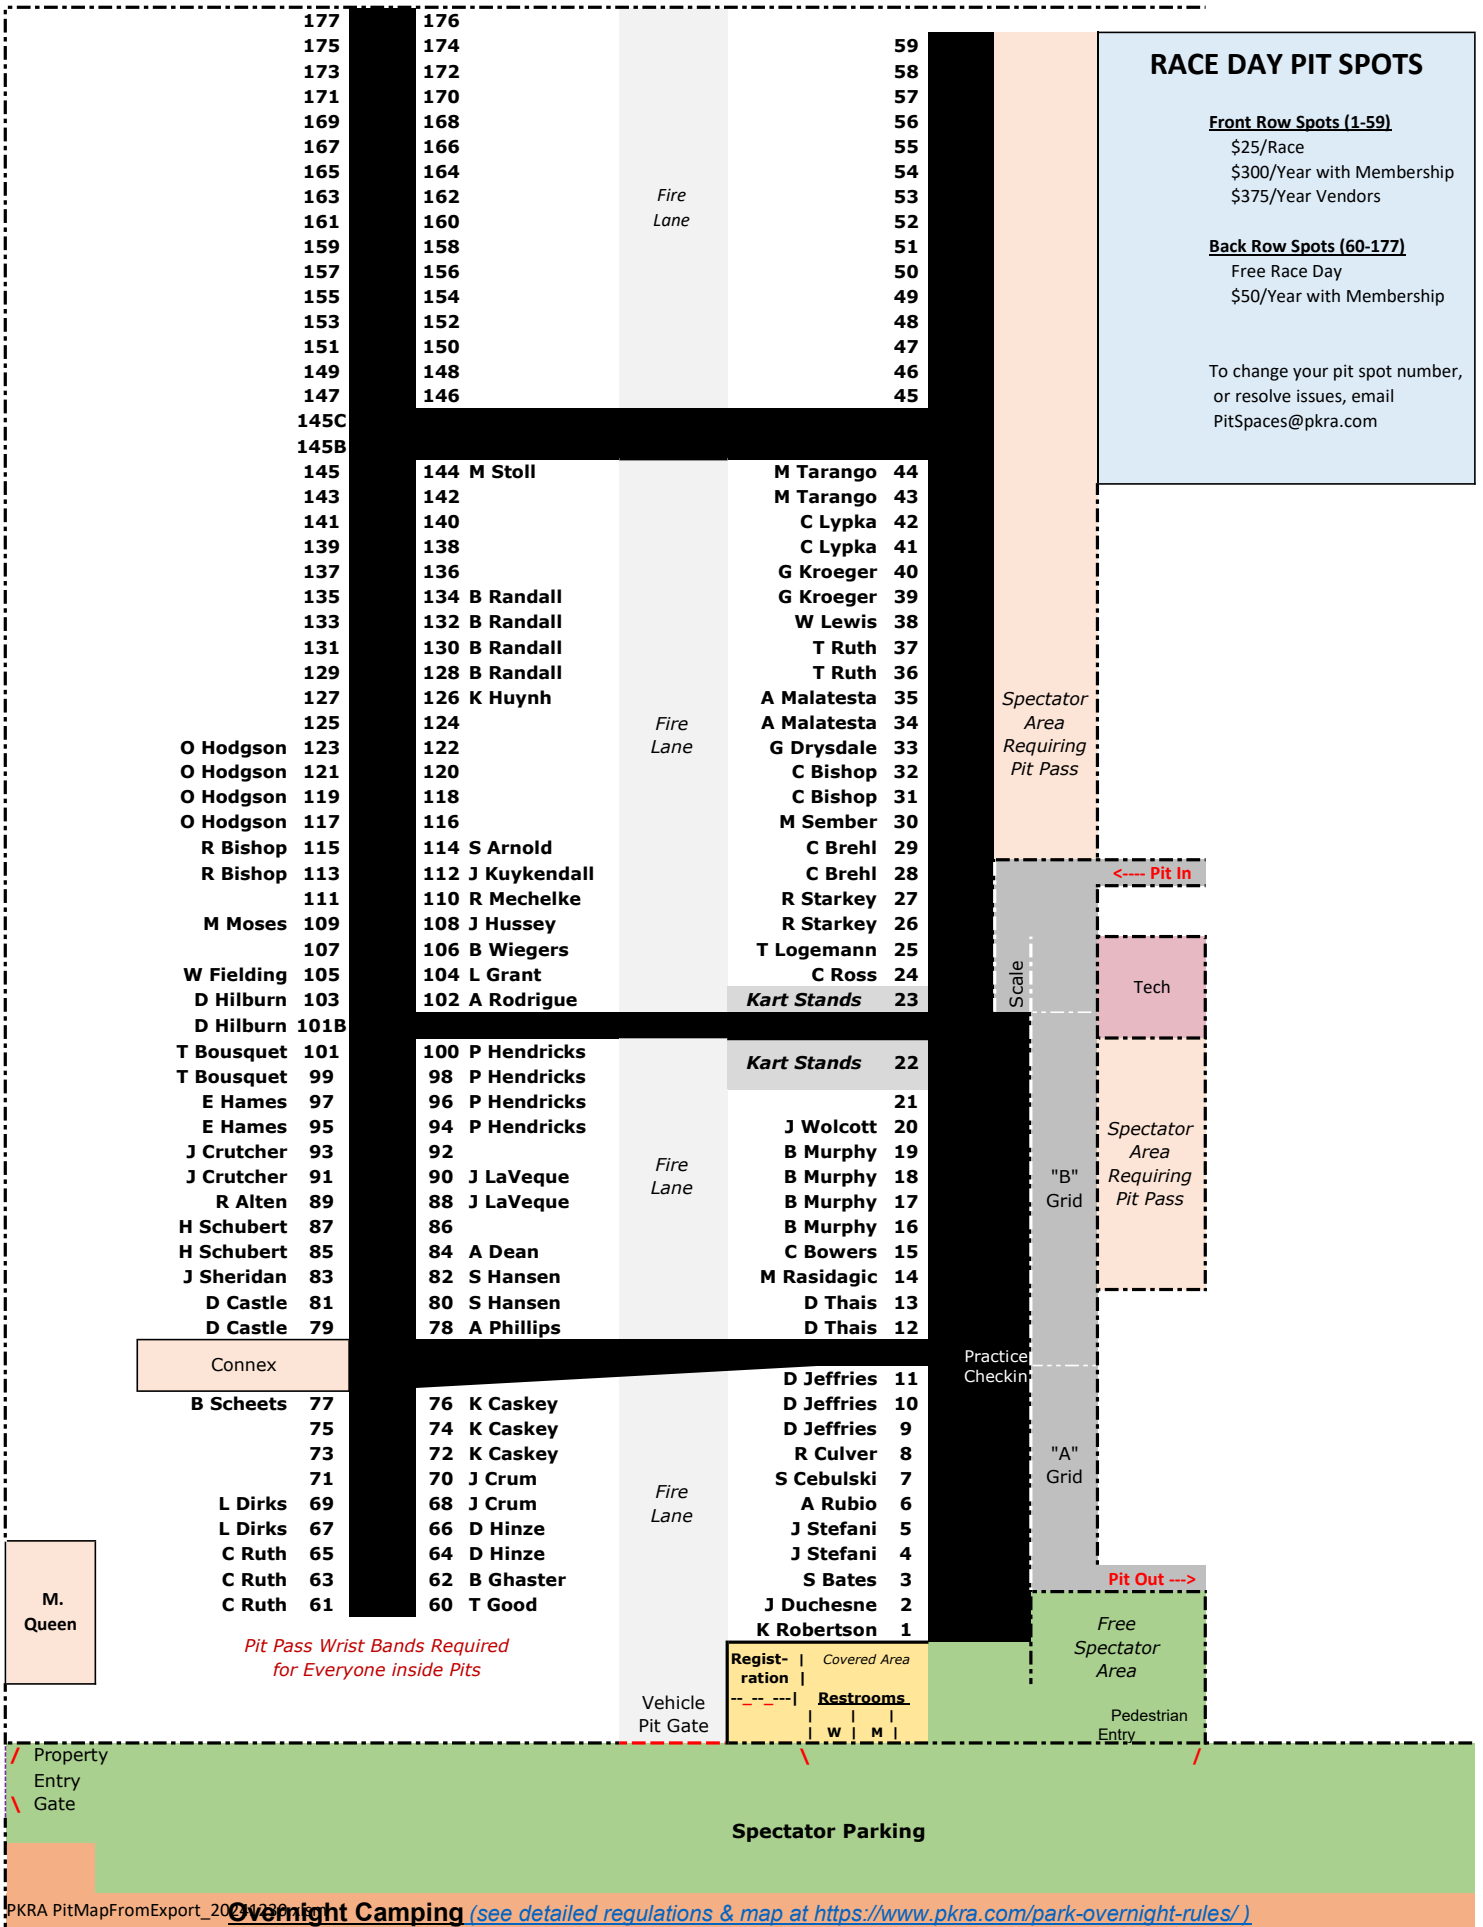 177 176
175 174 59
173 172 58
171 170 57
169 168 56
167 166 55
165 164 54
163 162 Fire 53
161 160 Lane 52
159 158 51
157 156 50
155 154 49
153 152 48
151 150 47
149 148 46
147 146 45
145C
145B
145 144 M Stoll M Tarango 44
143 142 M Tarango 43
141 140 C Lypka 42
139 138 C Lypka 41
137 136 G Kroeger 40
135 134 B Randall G Kroeger 39
133 132 B Randall W Lewis 38
131 130 B Randall T Ruth 37
129 128 B Randall T Ruth 36
127 126 K Huynh A Malatesta 35
125 124 Fire A Malatesta 34
O Hodgson 123 122 Lane G Drysdale 33
O Hodgson 121 120 C Bishop 32
O Hodgson 119 118 C Bishop 31
O Hodgson 117 116 M Sember 30
R Bishop 115 114 S Arnold C Brehl 29
R Bishop 113 112 J Kuykendall C Brehl 28
111 110 R Mechelke R Starkey 27
M Moses 109 108 J Hussey R Starkey 26
107 106 B Wiegers T Logemann 25
W Fielding 105 104 L Grant C Ross 24
D Hilburn 103 102 A Rodrigue Kart Stands 23
D Hilburn 101B
T Bousquet 101 100 P Hendricks Kart Stands 22
T Bousquet 99 98 P Hendricks
E Hames 97 96 P Hendricks 21
E Hames 95 94 P Hendricks J Wolcott 20
J Crutcher 93 92 B Murphy 19
J Crutcher 91 90 J LaVeque Fire B Murphy 18
R Alten 89 88 J LaVeque Lane B Murphy 17
H Schubert 87 86 B Murphy 16
H Schubert 85 84 A Dean C Bowers 15
J Sheridan 83 82 S Hansen M Rasidagic 14
D Castle 81 80 S Hansen D Thais 13
D Castle 79 78 A Phillips D Thais 12
Connex
D Jeffries 11
B Scheets 77 76 K Caskey D Jeffries 10
75 74 K Caskey D Jeffries 9
73 72 K Caskey R Culver 8
71 70 J Crum S Cebulski 7
L Dirks 69 68 J Crum Fire A Rubio 6
L Dirks 67 66 D Hinze Lane J Stefani 5
C Ruth 65 64 D Hinze J Stefani 4
C Ruth 63 62 B Ghaster S Bates 3
C Ruth 61 60 T Good J Duchesne 2
K Robertson 1
M.
Queen
Pit Pass Wrist Bands Required
for Everyone inside Pits
RACE DAY PIT SPOTS
Front Row Spots (1-59)
$25/Race
$300/Year with Membership
$375/Year Vendors
Back Row Spots (60-177)
Free Race Day
$50/Year with Membership
To change your pit spot number,
or resolve issues, email
PitSpaces@pkra.com
Spectator
Area
Requiring
Pit Pass
<---- Pit In
Scale
Tech
Spectator
Area
Requiring
Pit Pass
"B"
Grid
Practice
Checkin
"A"
Grid
Pit Out --->
Free
Spectator
Area
Regist- | Covered Area
ration |
--_--_---| Restrooms
| | |
| W | M |
Vehicle
Pit Gate
Pedestrian
Entry
/ Property \ /
Entry
\ Gate
Spectator Parking
PKRA PitMapFromExport_20241230.xlsm
Overnight Camping (see detailed regulations & map at https://www.pkra.com/park-overnight-rules/ )